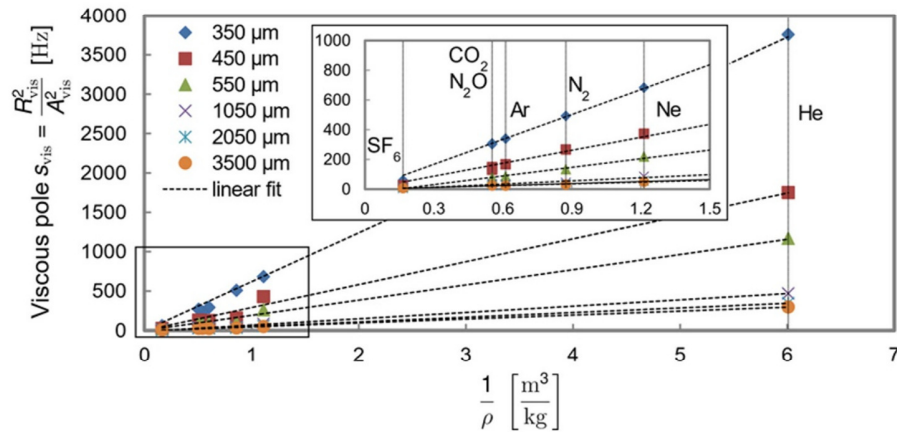 Viscous pole s_vis = R²_vis / A²_vis [Hz]
4000
3500
3000
2500
2000
1500
1000
500
0
350 µm
450 µm
550 µm
1050 µm
2050 µm
3500 µm
linear fit
1000
800
600
400
200
0
CO₂
N₂O
Ar
N₂
Ne
SF₆
0
0.3
0.6
0.9
1.2
1.5
He
0 1 2 3 4 5 6 7
1/ρ [m³/kg]